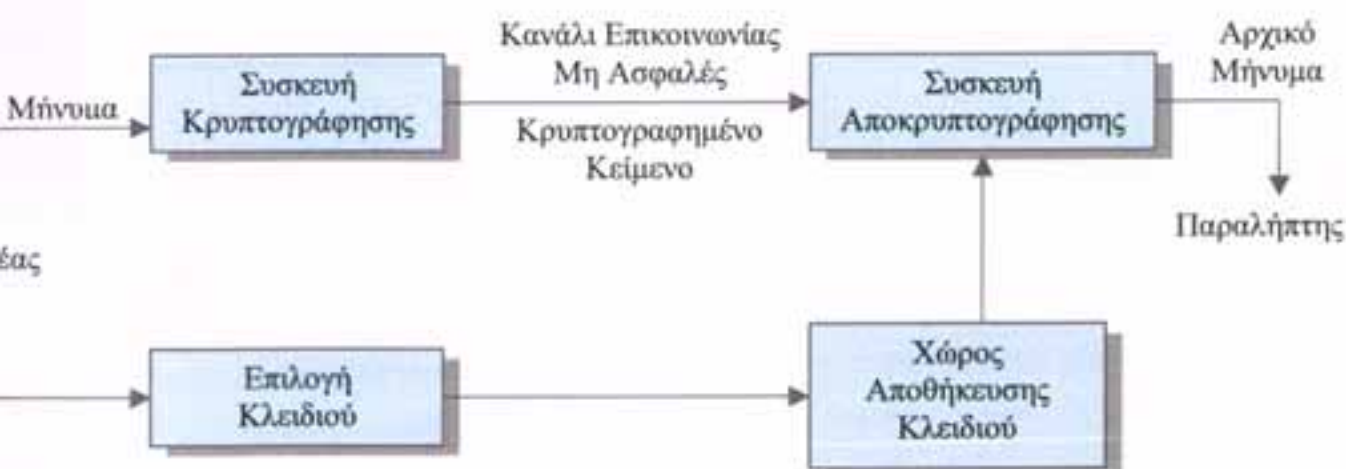 Μήνυμα
Συσκευή
Κρυπτογράφησης
Κανάλι Επικοινωνίας
Μη Ασφαλές
Κρυπτογραφημένο
Κείμενο
Συσκευή
Αποκρυπτογράφησης
Αρχικό
Μήνυμα
Παραλήπτης
έας
Επιλογή
Κλειδιού
Χώρος
Αποθήκευσης
Κλειδιού